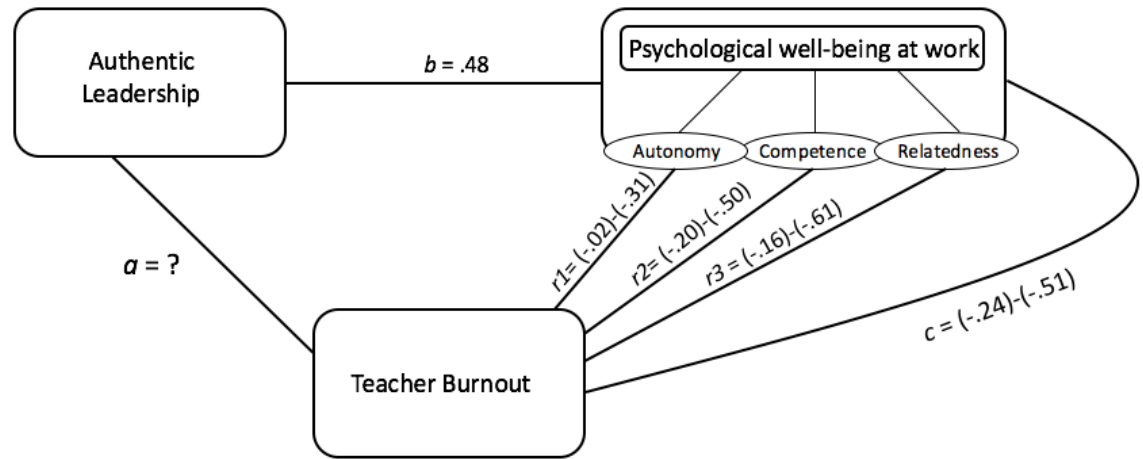 Authentic
Leadership
b = .48
Psychological well-being at work
Autonomy
Competence
Relatedness
a = ?
r1= (-.02)-(-.31)
r2= (-.20)-(-.50)
r3 = (-.16)-(-.61)
c = (-.24)-(-.51)
Teacher Burnout